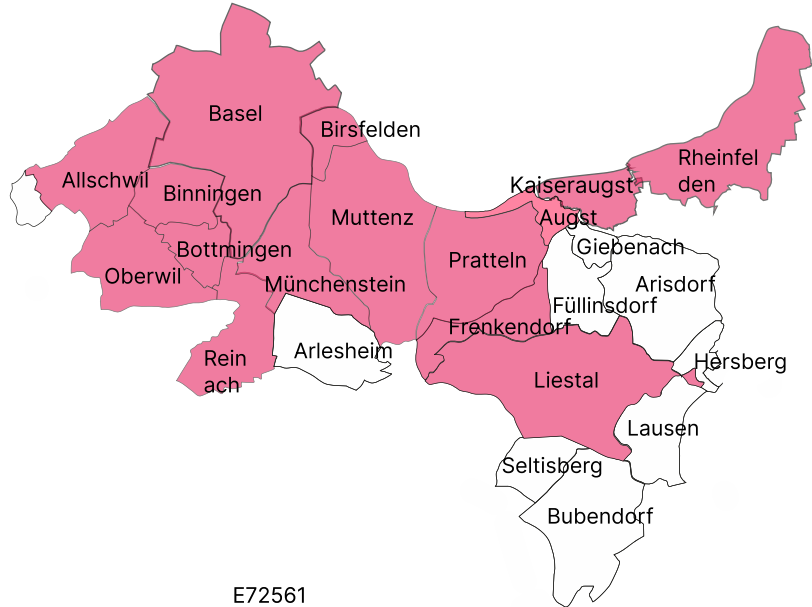 Basel
Birsfelden
Rheinfel
den
Allschwil
Binningen
Kaiseraugst
Muttenz
Augst
Bottmingen
Giebenach
Pratteln
Oberwil
Münchenstein
Arisdorf
Füllinsdorf
Frenkendorf
Arlesheim
Rein
ach
Hersberg
Liestal
Lausen
Seltisberg
Bubendorf
E72561